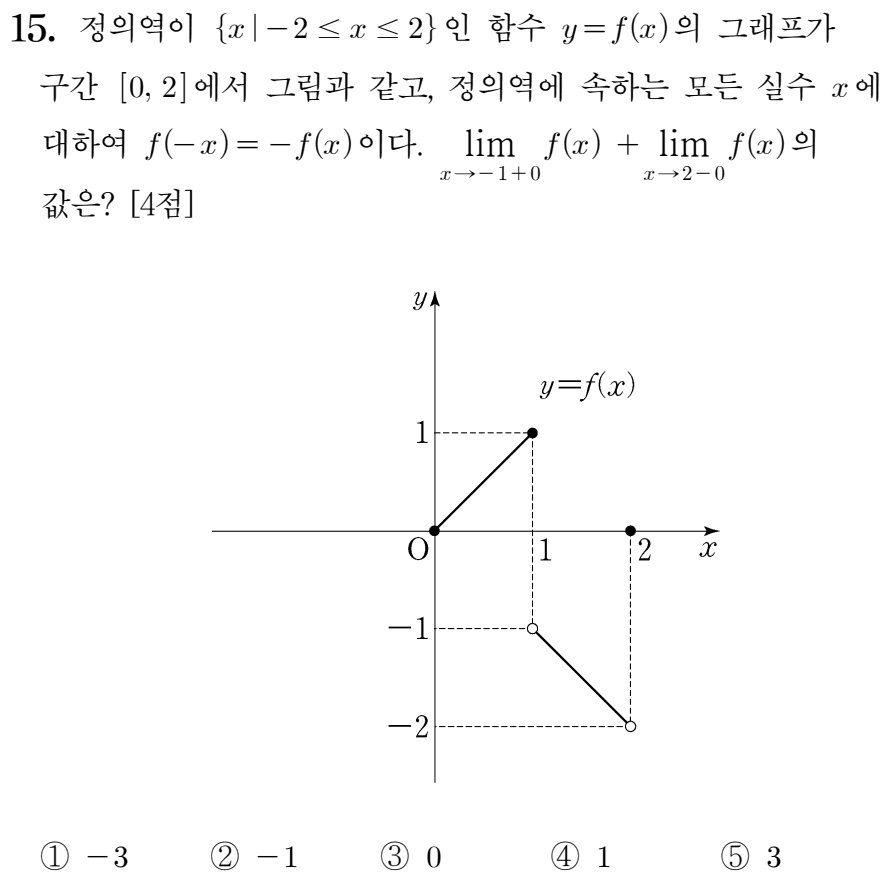 15. 정의역이 {x | −2 ≤ x ≤ 2}인 함수 y=f(x)의 그래프가
구간 [0, 2]에서 그림과 같고, 정의역에 속하는 모든 실수 x에
대하여 f(−x)=−f(x)이다. lim x→−1+0 f(x) + lim x→2−0 f(x)의
값은? [4점]
y
y=f(x)
1
O 1 2 x
−1
−2
① −3 ② −1 ③ 0 ④ 1 ⑤ 3